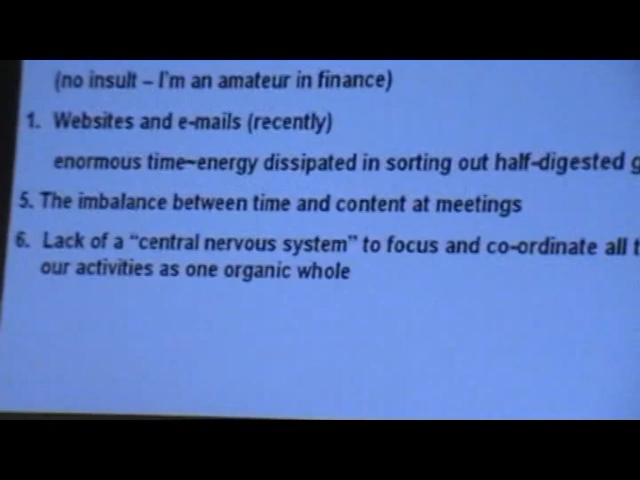 (no insult – I'm an amateur in finance)
1. Websites and e-mails (recently)
enormous time~energy dissipated in sorting out half-digested
5. The imbalance between time and content at meetings
6. Lack of a “central nervous system” to focus and co-ordinate all
our activities as one organic whole